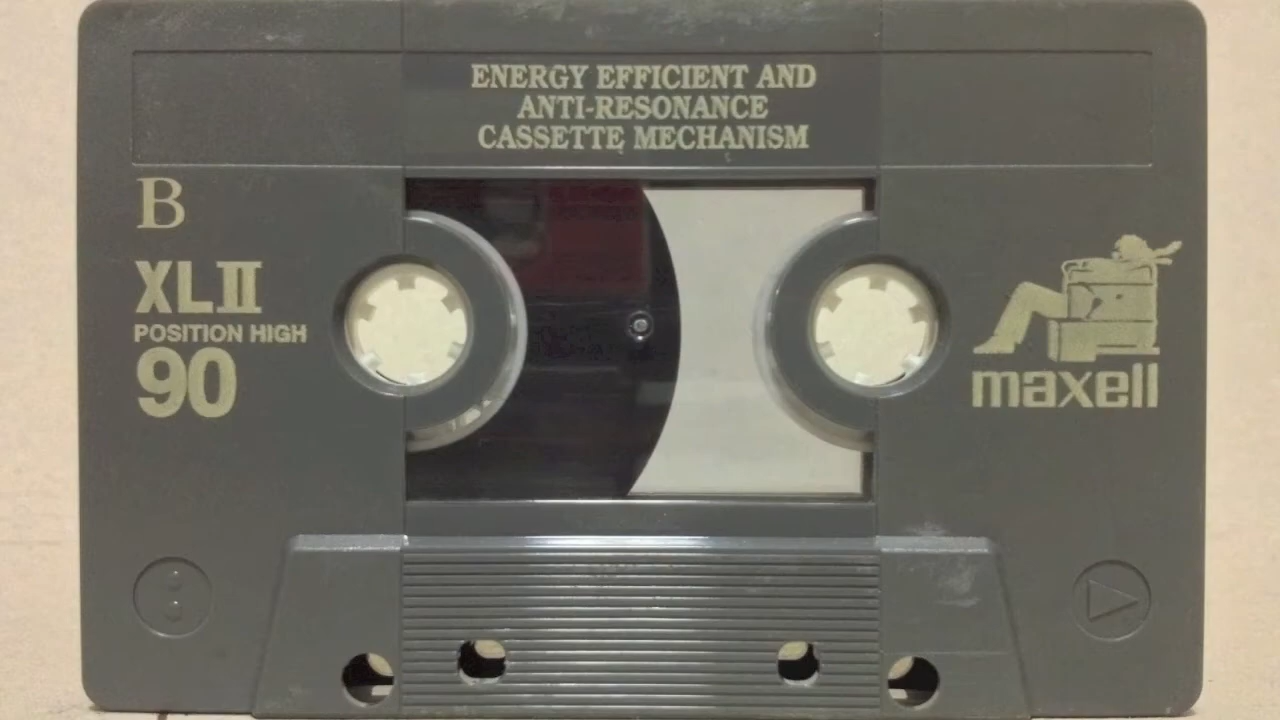 ENERGY EFFICIENT AND
ANTI-RESONANCE
CASSETTE MECHANISM
B
XLII
POSITION HIGH
90
maxell